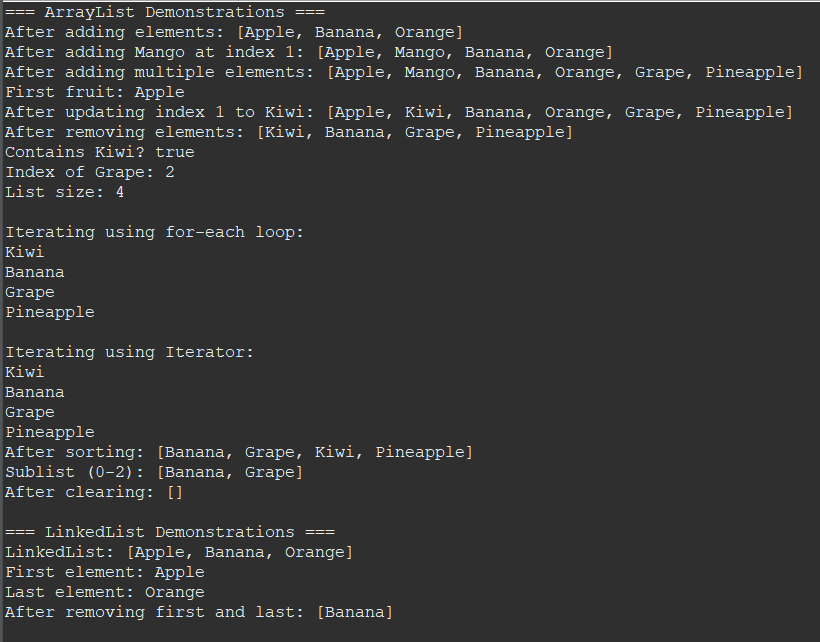 === ArrayList Demonstrations ===
After adding elements: [Apple, Banana, Orange]
After adding Mango at index 1: [Apple, Mango, Banana, Orange]
After adding multiple elements: [Apple, Mango, Banana, Orange, Grape, Pineapple]
First fruit: Apple
After updating index 1 to Kiwi: [Apple, Kiwi, Banana, Orange, Grape, Pineapple]
After removing elements: [Kiwi, Banana, Grape, Pineapple]
Contains Kiwi? true
Index of Grape: 2
List size: 4

Iterating using for-each loop:
Kiwi
Banana
Grape
Pineapple

Iterating using Iterator:
Kiwi
Banana
Grape
Pineapple
After sorting: [Banana, Grape, Kiwi, Pineapple]
Sublist (0-2): [Banana, Grape]
After clearing: []

=== LinkedList Demonstrations ===
LinkedList: [Apple, Banana, Orange]
First element: Apple
Last element: Orange
After removing first and last: [Banana]